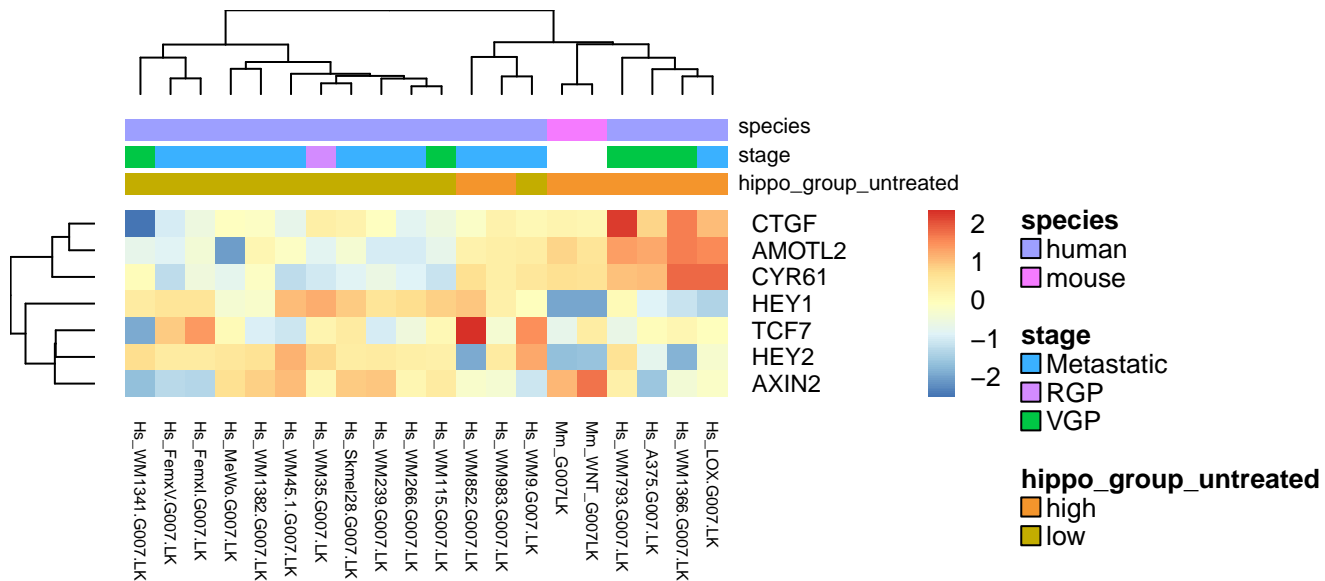 species
stage
hippo_group_untreated
CTGF
AMOTL2
CYR61
HEY1
TCF7
HEY2
AXIN2
2
1
0
−1
−2
species
human
mouse
stage
Metastatic
RGP
VGP
hippo_group_untreated
high
low
Hs_WM1341.G007.LK
Hs_FemxV.G007.LK
Hs_FemxI.G007.LK
Hs_MeWo.G007.LK
Hs_WM1382.G007.LK
Hs_WM45.1.G007.LK
Hs_WM35.G007.LK
Hs_Skmel28.G007.LK
Hs_WM239.G007.LK
Hs_WM266.G007.LK
Hs_WM115.G007.LK
Hs_WM852.G007.LK
Hs_WM983.G007.LK
Hs_WM9.G007.LK
Mm_G007LK
Mm_WNT_G007LK
Hs_WM793.G007.LK
Hs_A375.G007.LK
Hs_WM1366.G007.LK
Hs_LOX.G007.LK